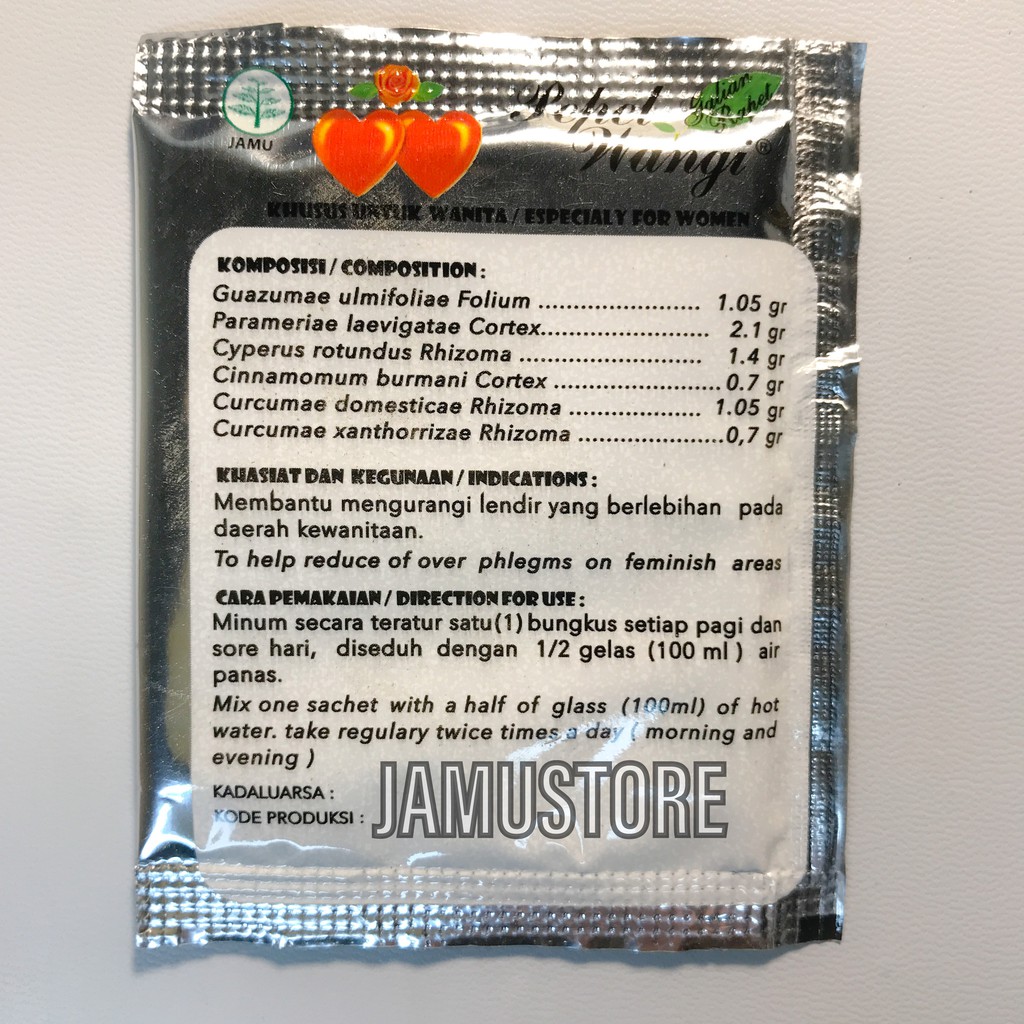 JAMU
Galian
Rapet
Wangi®
KHUSUS UNTUK WANITA / ESPECIALY FOR WOMEN
KOMPOSISI / COMPOSITION :
Guazumae ulmifoliae Folium ....................... 1.05 gr
Parameriae laevigatae Cortex........................ 2.1 gr
Cyperus rotundus Rhizoma .......................... 1.4 gr
Cinnamomum burmani Cortex ........................ 0.7 gr
Curcumae domesticae Rhizoma ................... 1.05 gr
Curcumae xanthorrizae Rhizoma .....................0,7 gr
KHASIAT DAN KEGUNAAN / INDICATIONS :
Membantu mengurangi lendir yang berlebihan pada
daerah kewanitaan.
To help reduce of over phlegms on feminish areas
CARA PEMAKAIAN / DIRECTION FOR USE :
Minum secara teratur satu(1) bungkus setiap pagi dan
sore hari, diseduh dengan 1/2 gelas (100 ml ) air
panas.
Mix one sachet with a half of glass (100ml) of hot
water. take regulary twice times a day ( morning and
evening )
KADALUARSA :
KODE PRODUKSI :
JAMUSTORE